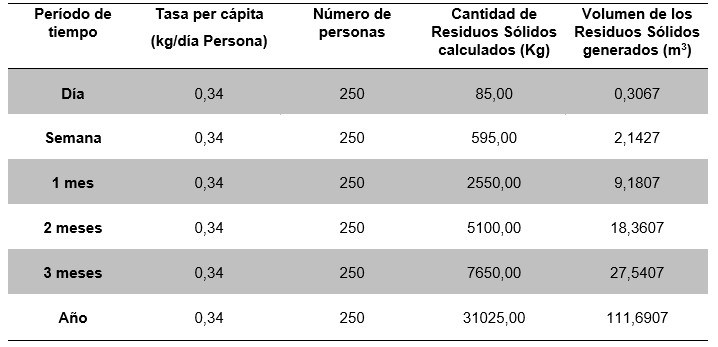 Período de tiempo | Tasa per cápita (kg/día Persona) | Número de personas | Cantidad de Residuos Sólidos calculados (Kg) | Volumen de los Residuos Sólidos generados (m³)
Día | 0,34 | 250 | 85,00 | 0,3067
Semana | 0,34 | 250 | 595,00 | 2,1427
1 mes | 0,34 | 250 | 2550,00 | 9,1807
2 meses | 0,34 | 250 | 5100,00 | 18,3607
3 meses | 0,34 | 250 | 7650,00 | 27,5407
Año | 0,34 | 250 | 31025,00 | 111,6907